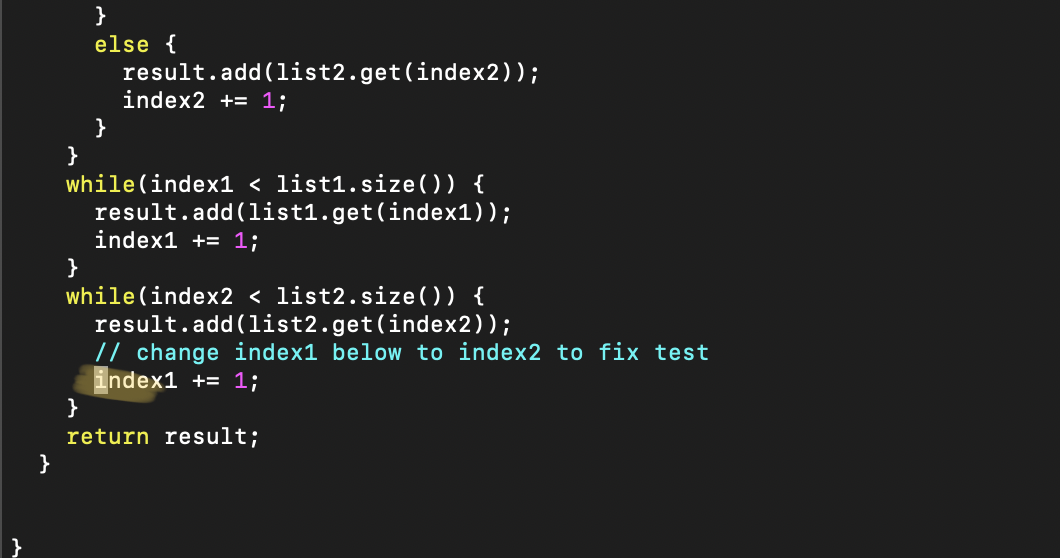 }
else {
result.add(list2.get(index2));
index2 += 1;
}
}
while(index1 < list1.size()) {
result.add(list1.get(index1));
index1 += 1;
}
while(index2 < list2.size()) {
result.add(list2.get(index2));
// change index1 below to index2 to fix test
index1 += 1;
}
return result;
}
}